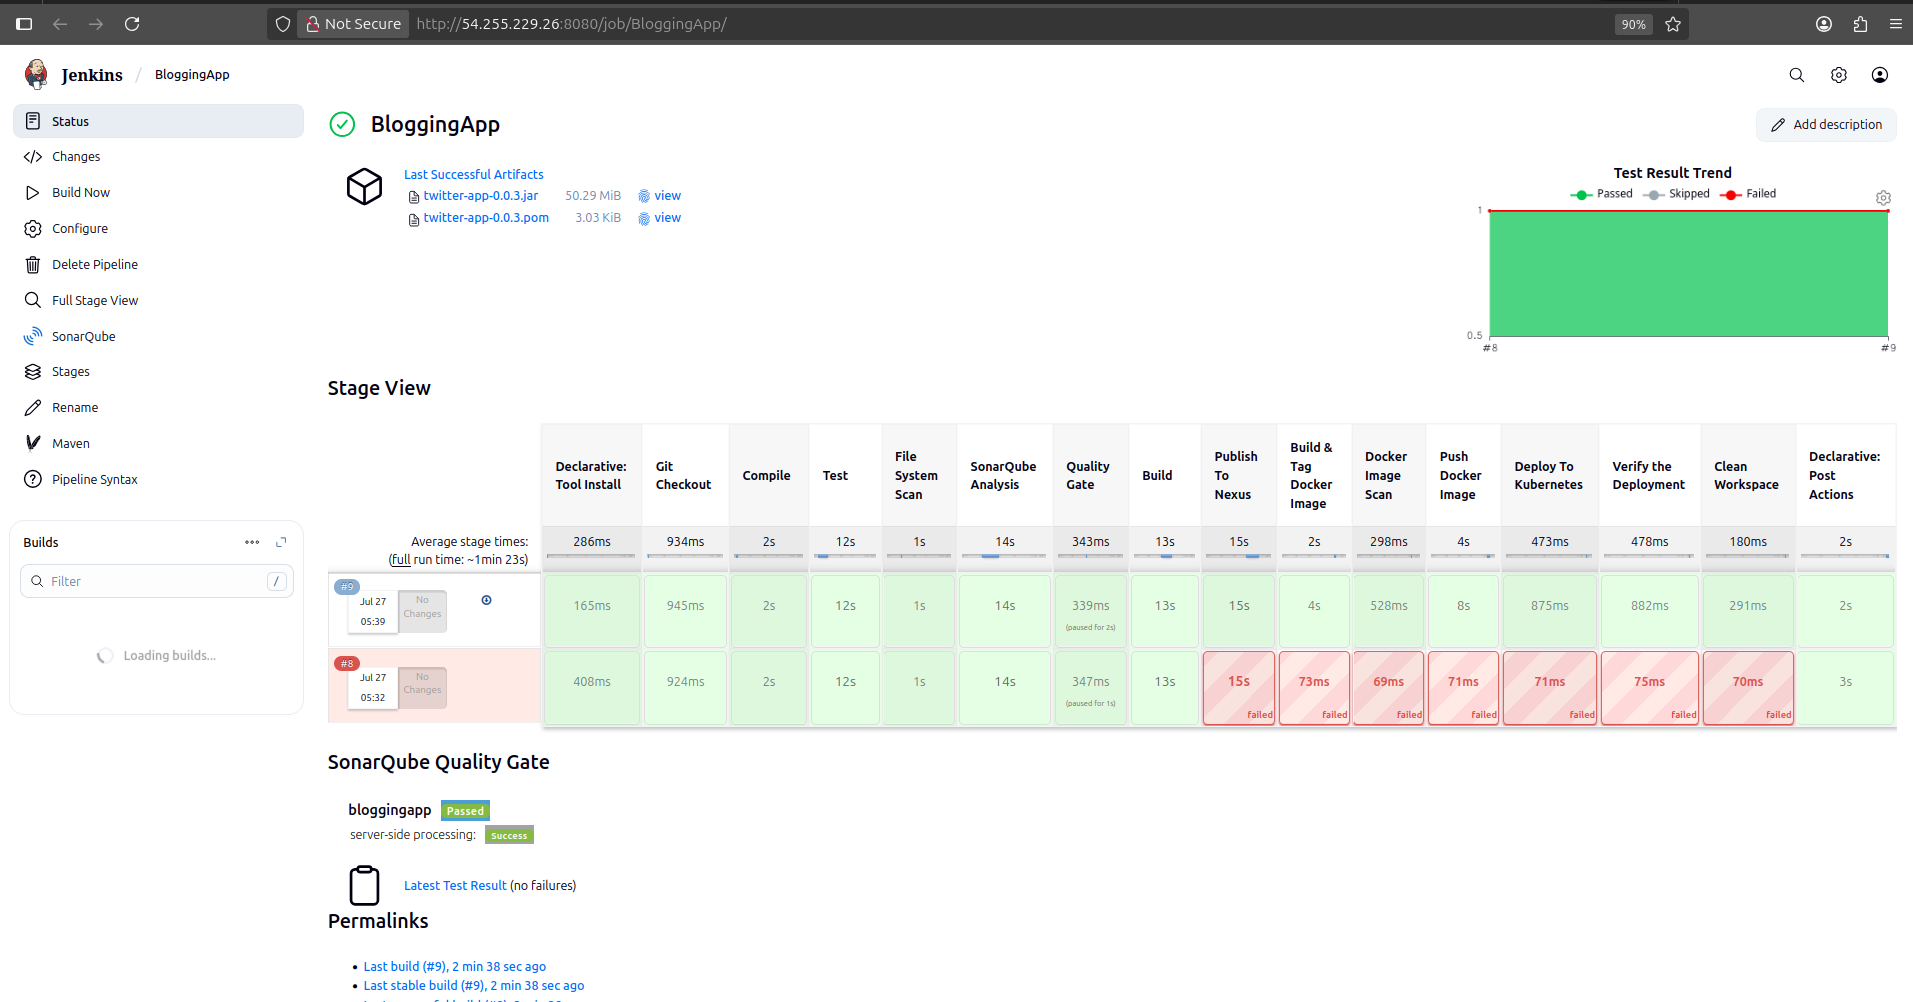 Not Secure http://54.255.229.26:8080/job/BloggingApp/ 90%
Jenkins / BloggingApp
Status
Changes
Build Now
Configure
Delete Pipeline
Full Stage View
SonarQube
Stages
Rename
Maven
Pipeline Syntax
Builds
Filter /
Loading builds...
BloggingApp
Add description
Last Successful Artifacts
twitter-app-0.0.3.jar 50.29 MiB view
twitter-app-0.0.3.pom 3.03 KiB view
Test Result Trend
Passed Skipped Failed
1
0.5
#8 #9
Stage View
Declarative: Tool Install
Git Checkout
Compile
Test
File System Scan
SonarQube Analysis
Quality Gate
Build
Publish To Nexus
Build & Tag Docker Image
Docker Image Scan
Push Docker Image
Deploy To Kubernetes
Verify the Deployment
Clean Workspace
Declarative: Post Actions
Average stage times:
(full run time: ~1min 23s)
286ms 934ms 2s 12s 1s 14s 343ms 13s 15s 2s 298ms 4s 473ms 478ms 180ms 2s
#9
Jul 27
05:39
No Changes
165ms 945ms 2s 12s 1s 14s 339ms 13s 15s 4s 528ms 8s 875ms 882ms 291ms 2s
(paused for 2s)
#8
Jul 27
05:32
No Changes
408ms 924ms 2s 12s 1s 14s 347ms 13s 15s 73ms 69ms 71ms 71ms 75ms 70ms 3s
(paused for 1s)
failed failed failed failed failed failed failed
SonarQube Quality Gate
bloggingapp Passed
server-side processing: Success
Latest Test Result (no failures)
Permalinks
Last build (#9), 2 min 38 sec ago
Last stable build (#9), 2 min 38 sec ago